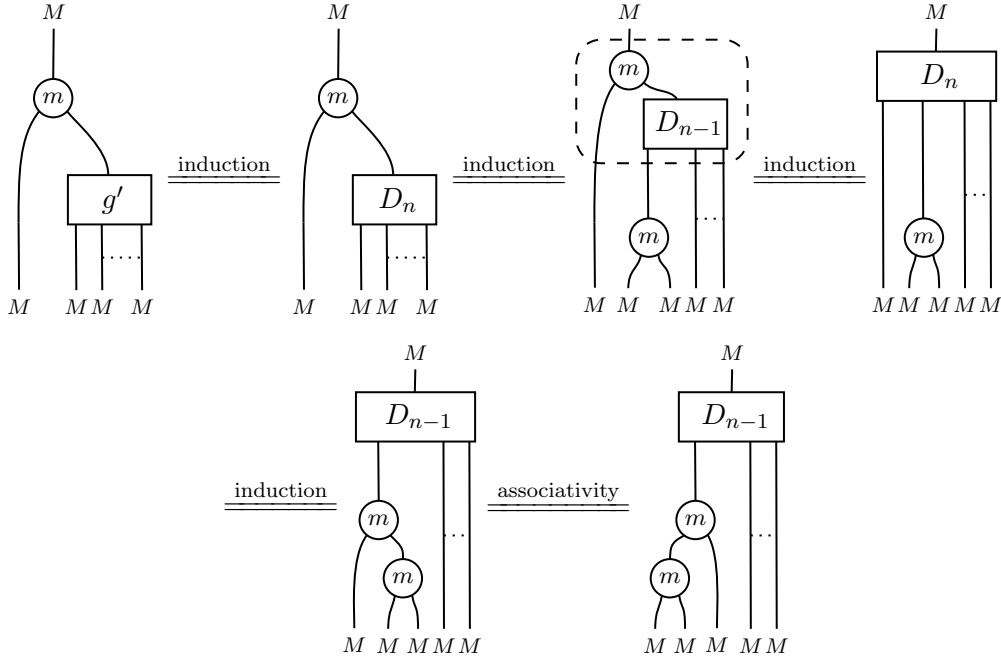 M M M M
m m m D_n
g' induction D_n induction D_{n-1} induction
m m
M M M M M M M M M M M M M M M M M M
M M
D_{n-1} D_{n-1}
induction m associativity m
m m
M M M M M M M M M M